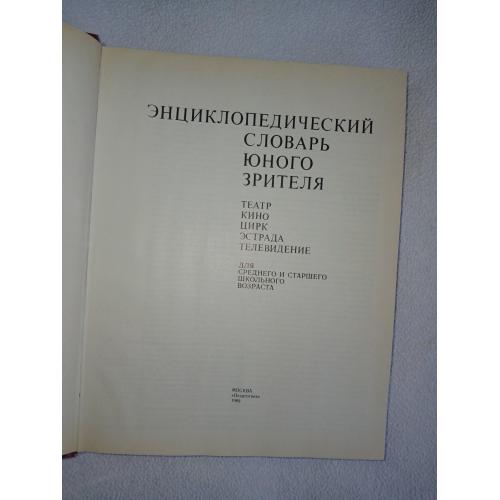 ЭНЦИКЛОПЕДИЧЕСКИЙ
СЛОВАРЬ
ЮНОГО
ЗРИТЕЛЯ
ТЕАТР
КИНО
ЦИРК
ЭСТРАДА
ТЕЛЕВИДЕНИЕ
ДЛЯ
СРЕДНЕГО И СТАРШЕГО
ШКОЛЬНОГО
ВОЗРАСТА
МОСКВА
«Педагогика»